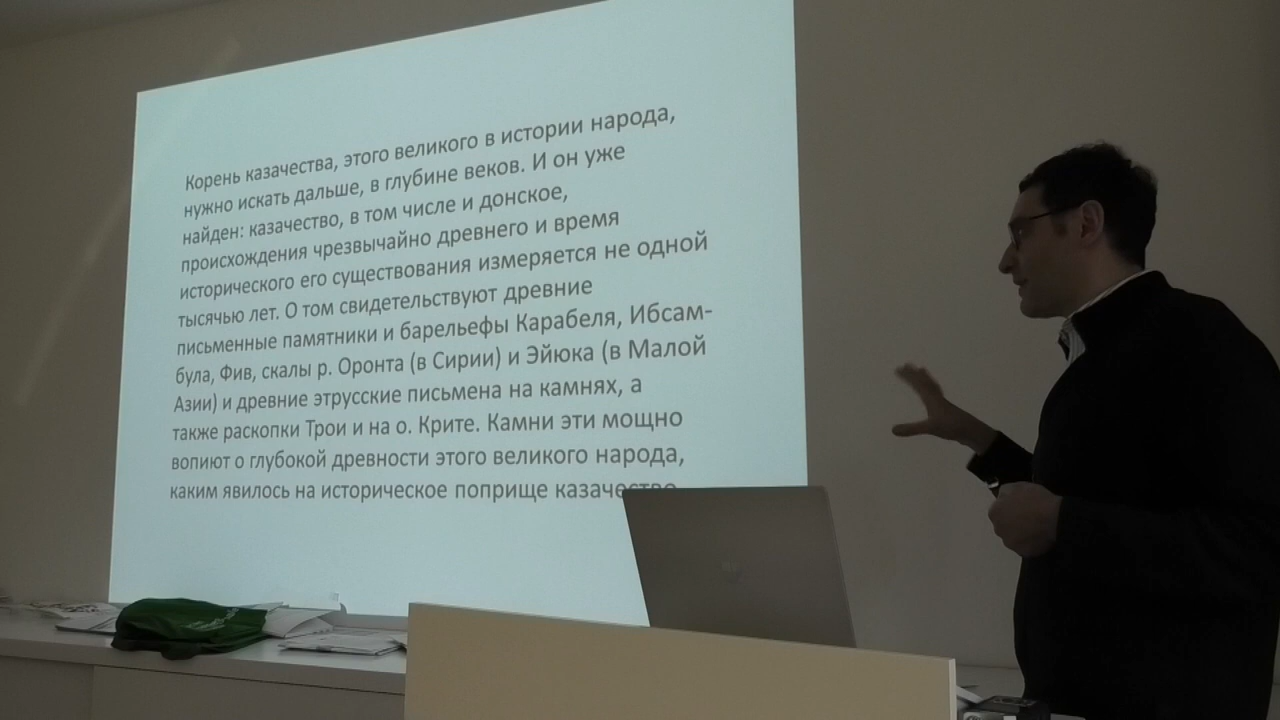 Корень казачества, этого великого в истории народа,
нужно искать дальше, в глубине веков. И он уже
найден: казачество, в том числе и донское,
происхождения чрезвычайно древнего и время
исторического его существования измеряется не одной
тысячью лет. О том свидетельствуют древние
письменные памятники и барельефы Карабеля, Ибсам-
була, Фив, скалы р. Оронта (в Сирии) и Эйюка (в Малой
Азии) и древние этрусские письмена на камнях, а
также раскопки Трои и на о. Крите. Камни эти мощно
вопиют о глубокой древности этого великого народа,
каким явилось на историческое поприще казачество